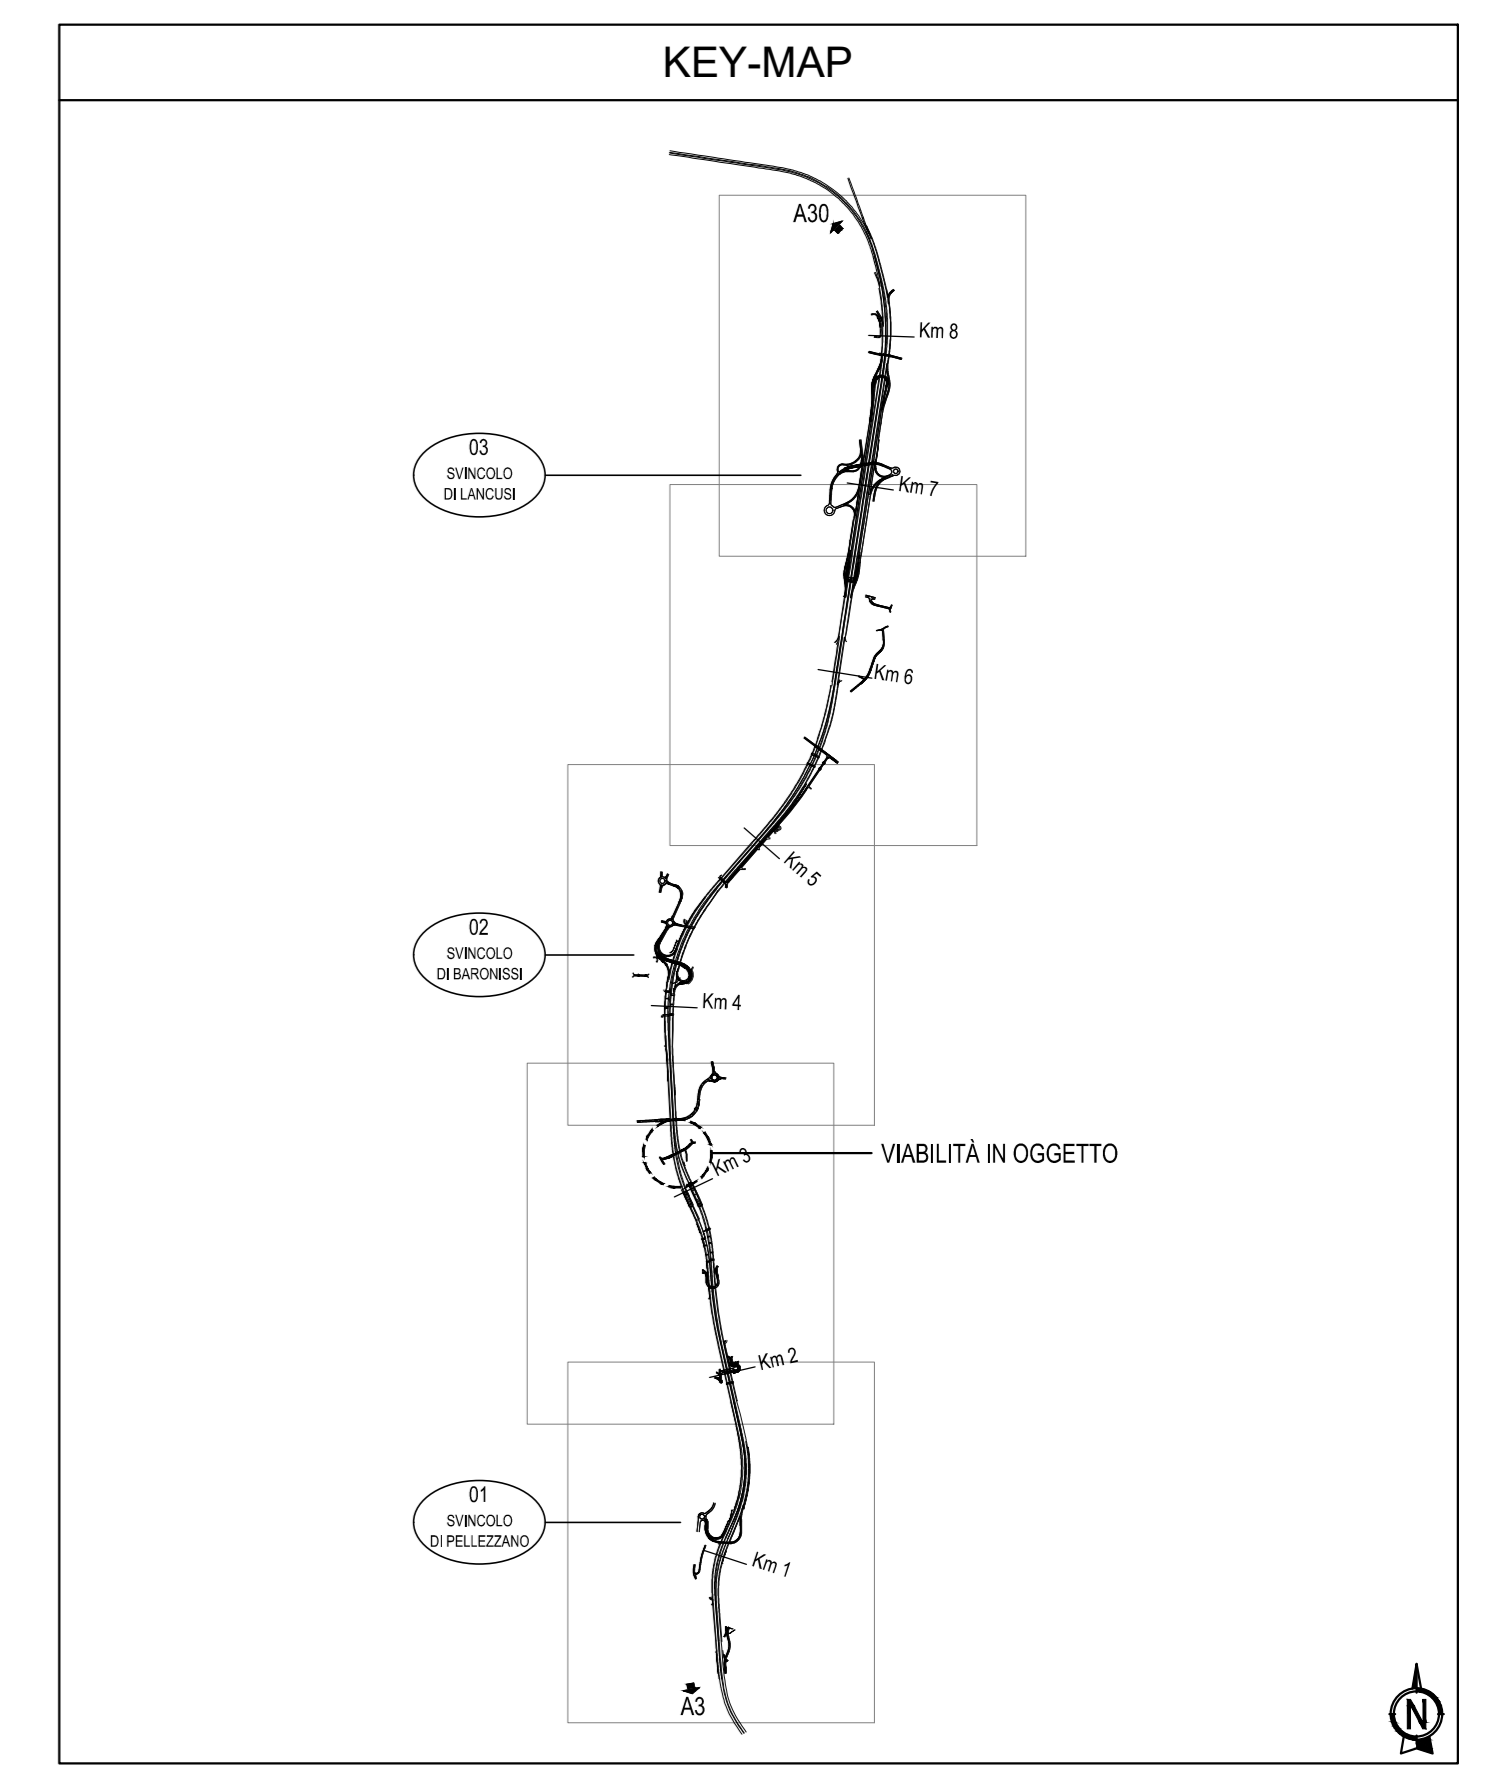 KEY-MAP
A30
Km 8
03
SVINCOLO
DI LANCUSI
Km 7
Km 6
Km 5
02
SVINCOLO
DI BARONISSI
Km 4
VIABILITÀ IN OGGETTO
Km 3
Km 2
01
SVINCOLO
DI PELLEZZANO
Km 1
A3
N